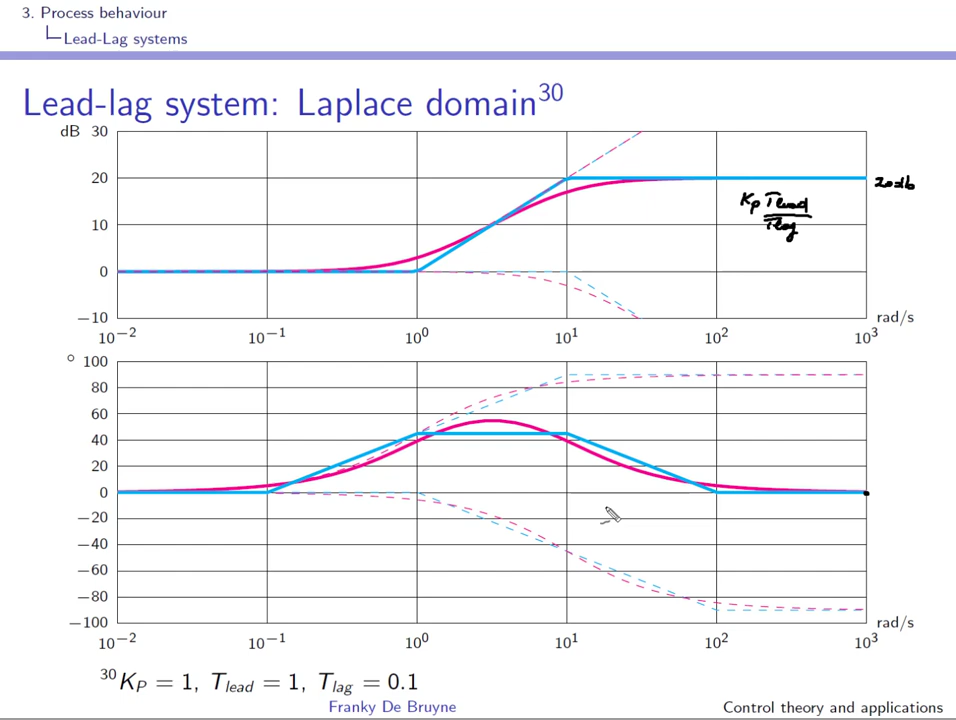 3. Process behaviour
Lead-Lag systems
Lead-lag system: Laplace domain30
dB 30
20
20db
Kp Tlead
Tlag
10
0
−10
rad/s
10−2 10−1 100 101 102 103
° 100
80
60
40
20
0
−20
−40
−60
−80
−100
rad/s
10−2 10−1 100 101 102 103
30KP = 1, Tlead = 1, Tlag = 0.1
Franky De Bruyne
Control theory and applications